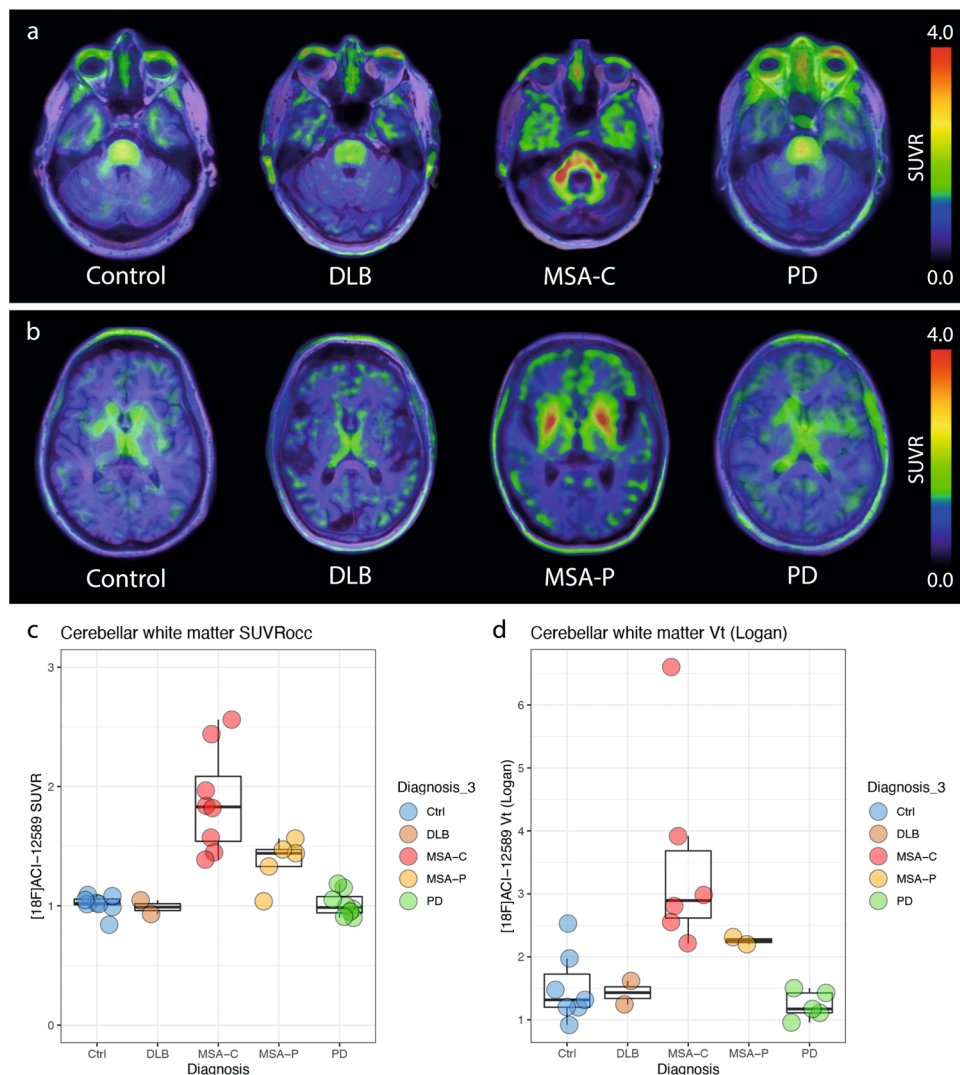 a
4.0
SUVR
0.0
Control DLB MSA-C PD
b
4.0
SUVR
0.0
Control DLB MSA-P PD
c
Cerebellar white matter SUVRocc
[18F]ACI-12589 SUVR
3
2
1
0
Ctrl DLB MSA-C MSA-P PD
Diagnosis
Diagnosis_3
Ctrl
DLB
MSA-C
MSA-P
PD
d
Cerebellar white matter Vt (Logan)
[18F]ACI-12589 Vt (Logan)
6
5
4
3
2
1
Ctrl DLB MSA-C MSA-P PD
Diagnosis
Diagnosis_3
Ctrl
DLB
MSA-C
MSA-P
PD